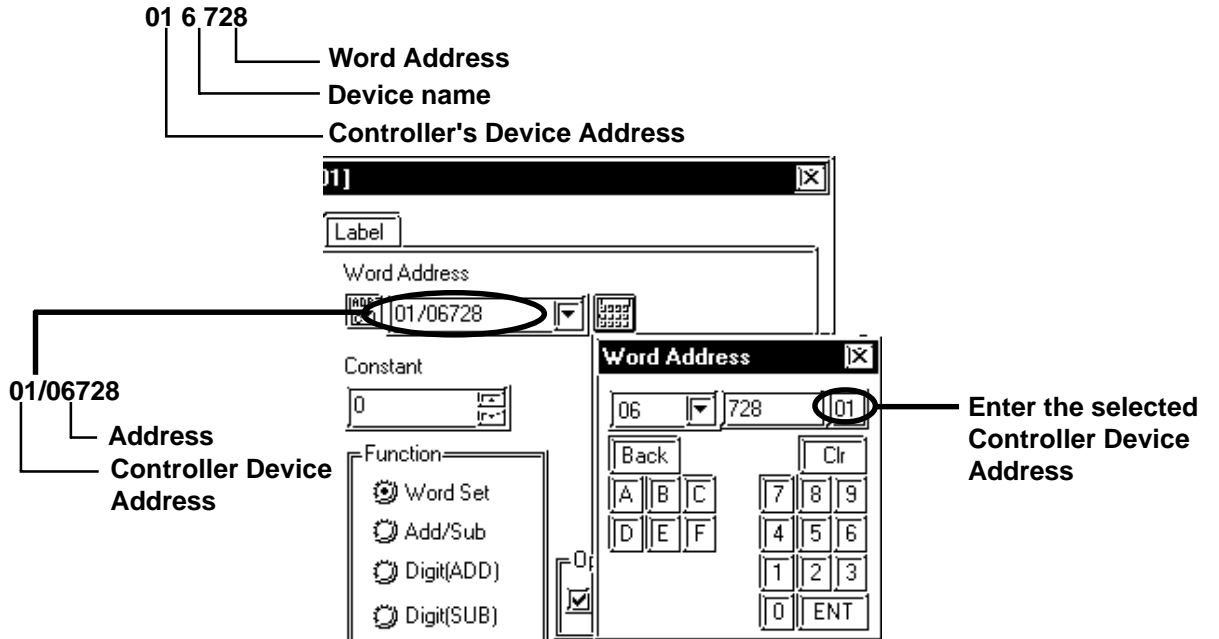 01 6 728
Word Address
Device name
Controller's Device Address
01]
Label
Word Address
01/06728
Constant
0
Function
Word Set
Add/Sub
Digit(ADD)
Digit(SUB)
Word Address
06 728 01
Back Clr
A B C 7 8 9
D E F 4 5 6
1 2 3
0 ENT
01/06728
Address
Controller Device
Address
Enter the selected
Controller Device
Address